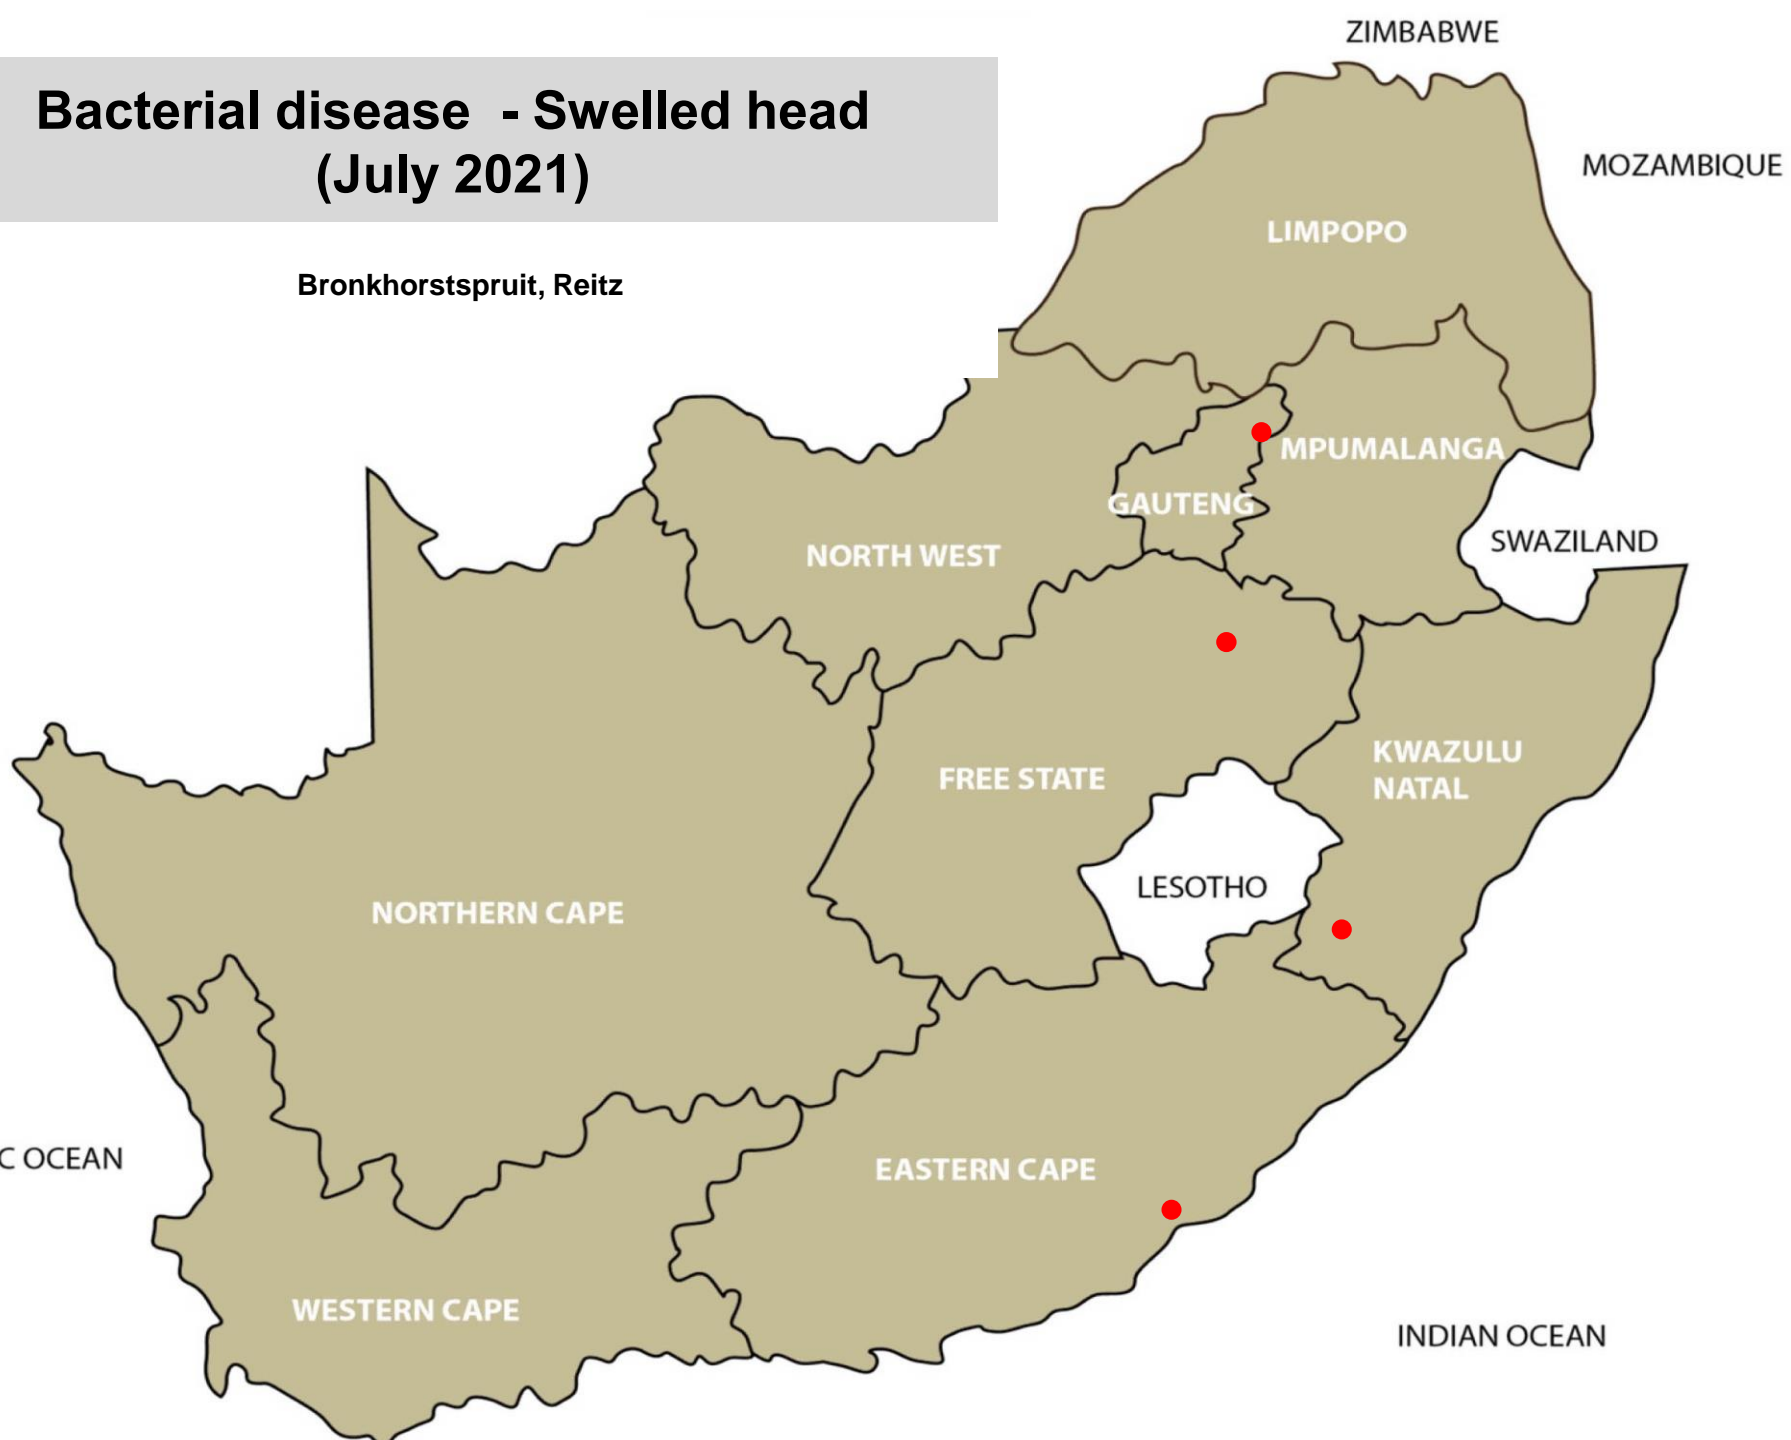 ZIMBABWE
Bacterial disease - Swelled head
(July 2021)
MOZAMBIQUE
LIMPOPO
Bronkhorstspruit, Reitz
MPUMALANGA
GAUTENG
SWAZILAND
NORTH WEST
KWAZULU
NATAL
FREE STATE
LESOTHO
NORTHERN CAPE
C OCEAN
EASTERN CAPE
WESTERN CAPE
INDIAN OCEAN